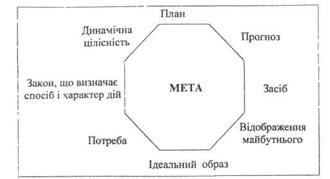 План
Динамічна
цілісність
Прогноз
Закон, що визначає
спосіб і характер дій
МЕТА
Засіб
Потреба
Відображення
майбутнього
Ідеальний образ